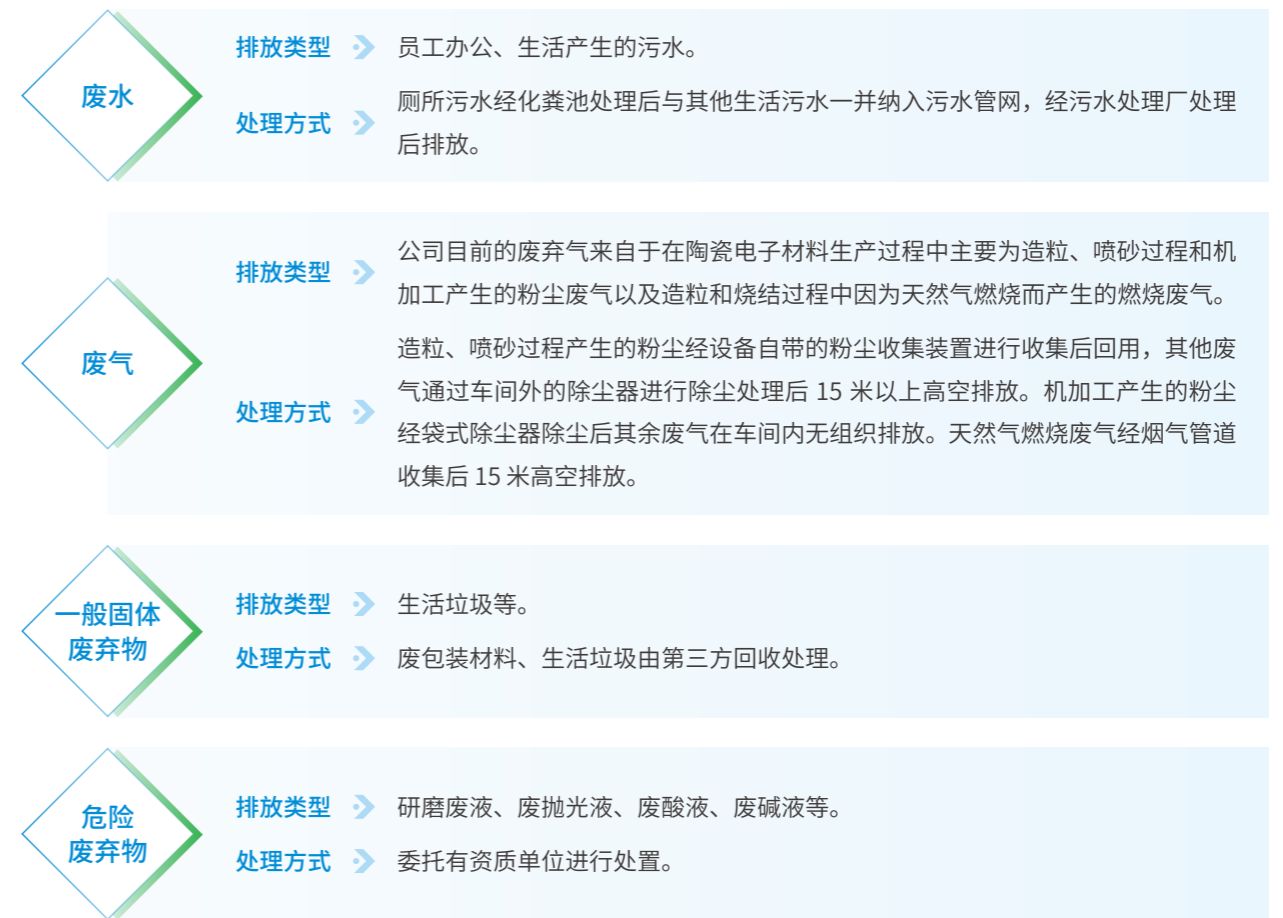 废水
排放类型
员工办公、生活产生的污水。
处理方式
厕所污水经化粪池处理后与其他生活污水一并纳入污水管网，经污水处理厂处理
后排放。
废气
排放类型
公司目前的废弃气来自于在陶瓷电子材料生产过程中主要为造粒、喷砂过程和机
加工产生的粉尘废气以及造粒和烧结过程中因为天然气燃烧而产生的燃烧废气。
处理方式
造粒、喷砂过程产生的粉尘经设备自带的粉尘收集装置进行收集后回用，其他废
气通过车间外的除尘器进行除尘处理后 15 米以上高空排放。机加工产生的粉尘
经袋式除尘器除尘后其余废气在车间内无组织排放。天然气燃烧废气经烟气管道
收集后 15 米高空排放。
一般固体
废弃物
排放类型
生活垃圾等。
处理方式
废包装材料、生活垃圾由第三方回收处理。
危险
废弃物
排放类型
研磨废液、废抛光液、废酸液、废碱液等。
处理方式
委托有资质单位进行处置。